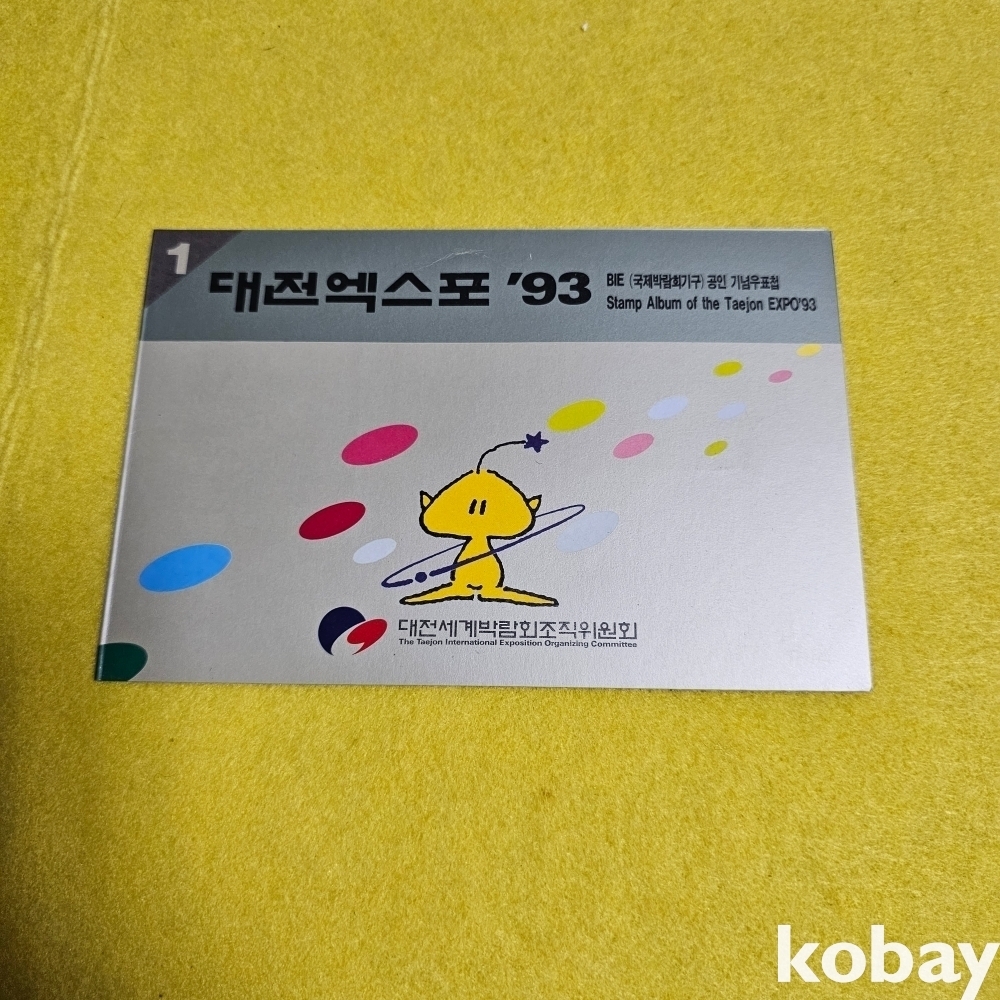 1
대전엑스포 '93
BIE (국제박람회기구) 공인 기념우표첩
Stamp Album of the Taejon EXPO'93
대전세계박람회조직위원회
The Taejon International Exposition Organizing Committee
kobay